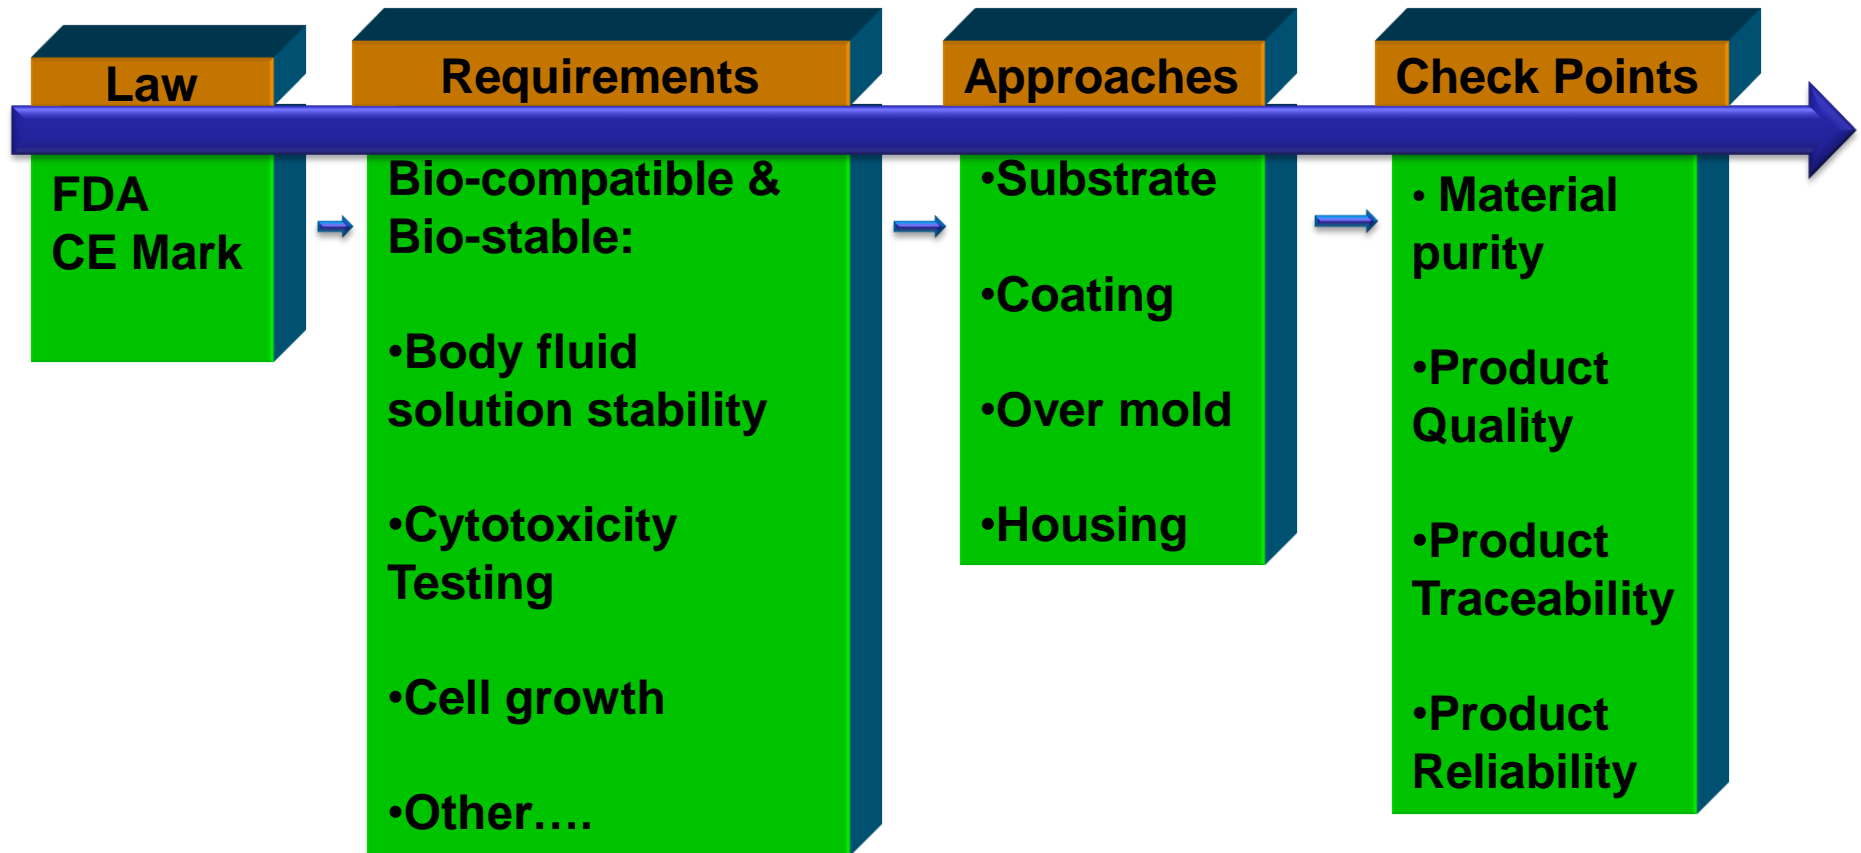 Law
FDA
CE Mark
Requirements
Bio-compatible &
Bio-stable:
•Body fluid
solution stability
•Cytotoxicity
Testing
•Cell growth
•Other....
Approaches
•Substrate
•Coating
•Over mold
•Housing
Check Points
• Material
purity
•Product
Quality
•Product
Traceability
•Product
Reliability